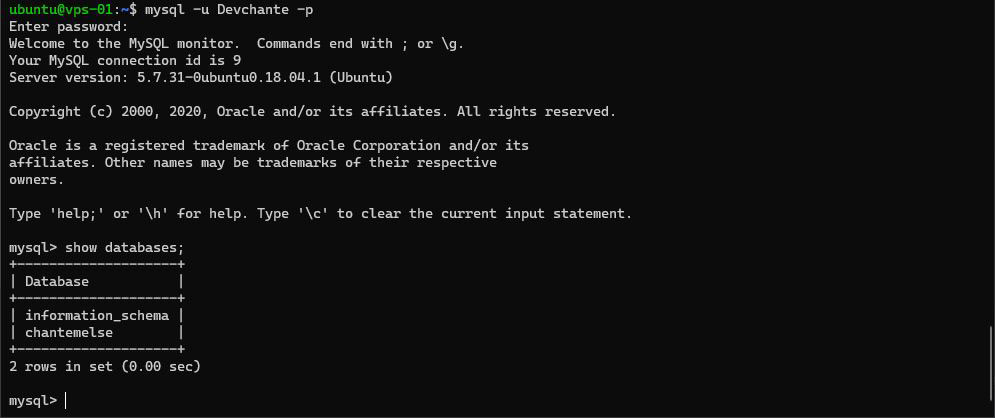 ubuntu@vps-01:~$ mysql -u Devchante -p
Enter password:
Welcome to the MySQL monitor.  Commands end with ; or \g.
Your MySQL connection id is 9
Server version: 5.7.31-0ubuntu0.18.04.1 (Ubuntu)

Copyright (c) 2000, 2020, Oracle and/or its affiliates. All rights reserved.

Oracle is a registered trademark of Oracle Corporation and/or its
affiliates. Other names may be trademarks of their respective
owners.

Type 'help;' or '\h' for help. Type '\c' to clear the current input statement.

mysql> show databases;
+--------------------+
| Database           |
+--------------------+
| information_schema |
| chantemelse        |
+--------------------+
2 rows in set (0.00 sec)

mysql>